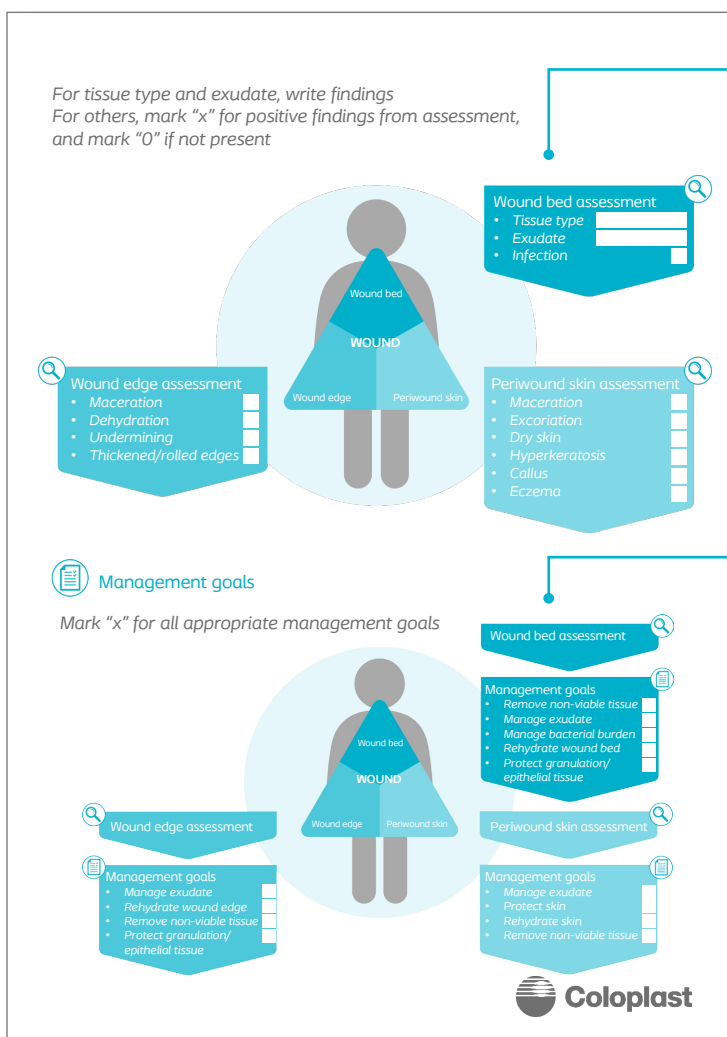 For tissue type and exudate, write findings
For others, mark “x” for positive findings from assessment,
and mark “0” if not present
Wound bed assessment
• Tissue type
• Exudate
• Infection
Wound bed
WOUND
Wound edge
Periwound skin
Wound edge assessment
• Maceration
• Dehydration
• Undermining
• Thickened/rolled edges
Periwound skin assessment
• Maceration
• Excoriation
• Dry skin
• Hyperkeratosis
• Callus
• Eczema
Management goals
Mark “x” for all appropriate management goals
Wound bed assessment
Management goals
• Remove non-viable tissue
• Manage exudate
• Manage bacterial burden
• Rehydrate wound bed
• Protect granulation/
epithelial tissue
Wound bed
WOUND
Wound edge
Periwound skin
Wound edge assessment
Management goals
• Manage exudate
• Rehydrate wound edge
• Remove non-viable tissue
• Protect granulation/
epithelial tissue
Periwound skin assessment
Management goals
• Manage exudate
• Protect skin
• Rehydrate skin
• Remove non-viable tissue
Coloplast